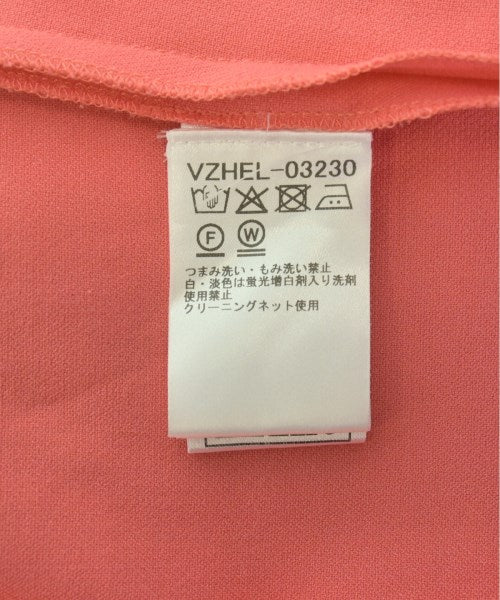 VZHEL-03230
F W
つまみ洗い・もみ洗い禁止
白・淡色は蛍光増白剤入り洗剤
使用禁止
クリーニングネット使用